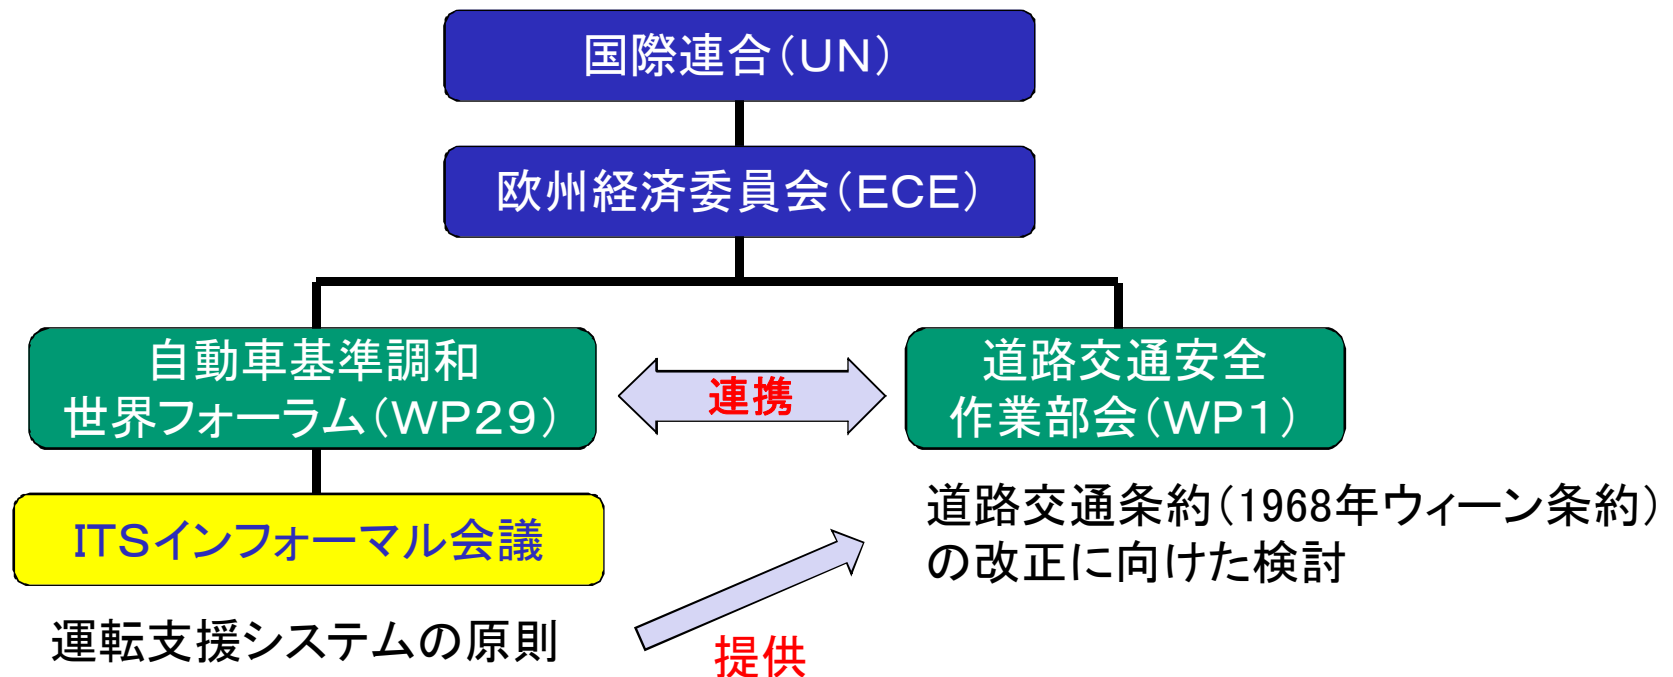 国際連合（ＵＮ）
欧州経済委員会（ＥＣＥ）
自動車基準調和
世界フォーラム（ＷＰ２９）
連携
道路交通安全
作業部会（ＷＰ１）
ＩＴＳインフォーマル会議
道路交通条約（1968年ウィーン条約）
の改正に向けた検討
運転支援システムの原則
提供